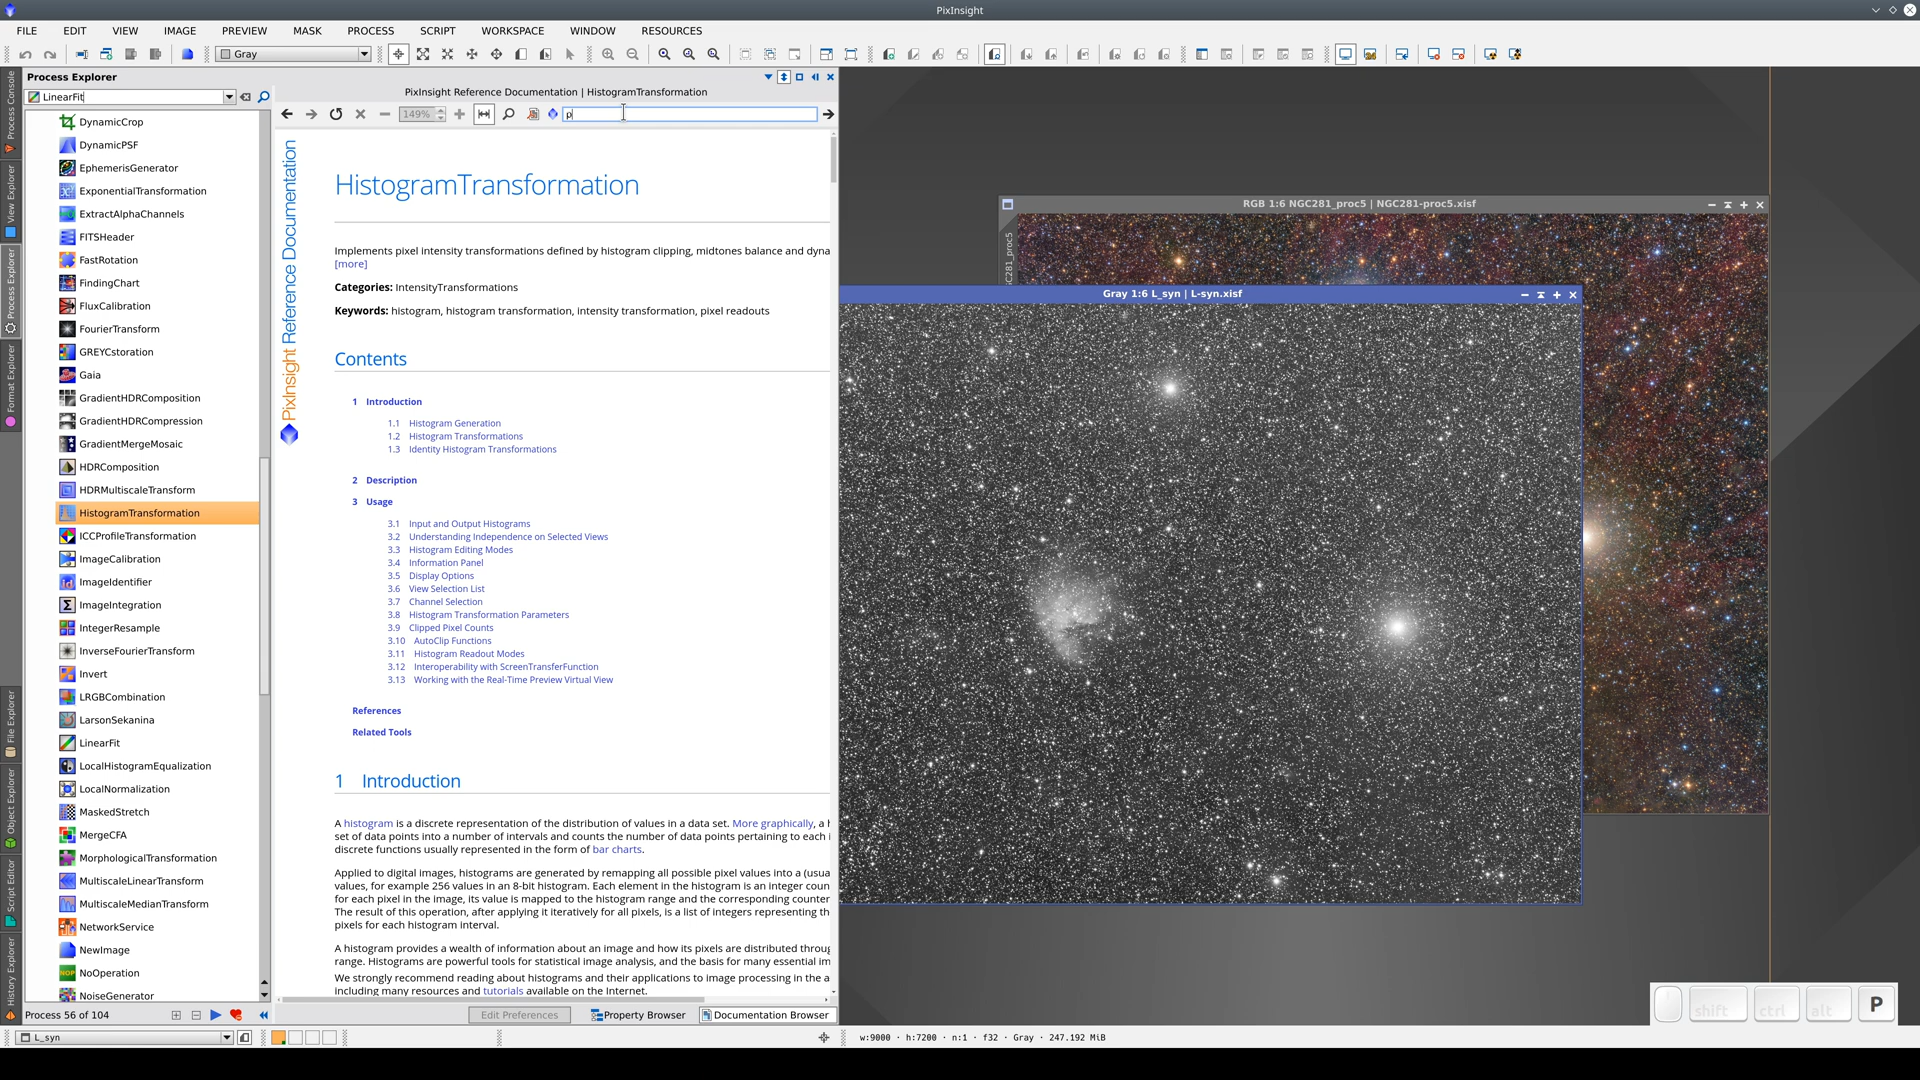 PixInsight
FILE EDIT VIEW IMAGE PREVIEW MASK PROCESS SCRIPT WORKSPACE WINDOW RESOURCES
Gray
Process Explorer
LinearFit
PixInsight Reference Documentation | HistogramTransformation
149%
p
Process Console
View Explorer
Process Explorer
Format Explorer
File Explorer
Object Explorer
Script Editor
History Explorer
DynamicCrop
DynamicPSF
EphemerisGenerator
ExponentialTransformation
ExtractAlphaChannels
FITSHeader
FastRotation
FindingChart
FluxCalibration
FourierTransform
GREYCstoration
Gaia
GradientHDRComposition
GradientHDRCompression
GradientMergeMosaic
HDRComposition
HDRMultiscaleTransform
HistogramTransformation
ICCProfileTransformation
ImageCalibration
ImageIdentifier
ImageIntegration
IntegerResample
InverseFourierTransform
Invert
LRGBCombination
LarsonSekanina
LinearFit
LocalHistogramEqualization
LocalNormalization
MaskedStretch
MergeCFA
MorphologicalTransformation
MultiscaleLinearTransform
MultiscaleMedianTransform
NetworkService
NewImage
NOP NoOperation
NoiseGenerator
Process 56 of 104
PixInsight Reference Documentation
HistogramTransformation
Implements pixel intensity transformations defined by histogram clipping, midtones balance and dyna
[more]
Categories: IntensityTransformations
Keywords: histogram, histogram transformation, intensity transformation, pixel readouts
Contents
1 Introduction
1.1 Histogram Generation
1.2 Histogram Transformations
1.3 Identity Histogram Transformations
2 Description
3 Usage
3.1 Input and Output Histograms
3.2 Understanding Independence on Selected Views
3.3 Histogram Editing Modes
3.4 Information Panel
3.5 Display Options
3.6 View Selection List
3.7 Channel Selection
3.8 Histogram Transformation Parameters
3.9 Clipped Pixel Counts
3.10 AutoClip Functions
3.11 Histogram Readout Modes
3.12 Interoperability with ScreenTransferFunction
3.13 Working with the Real-Time Preview Virtual View
References
Related Tools
1 Introduction
A histogram is a discrete representation of the distribution of values in a data set. More graphically, a h
set of data points into a number of intervals and counts the number of data points pertaining to each i
discrete functions usually represented in the form of bar charts.
Applied to digital images, histograms are generated by remapping all possible pixel values into a (usua
values, for example 256 values in an 8-bit histogram. Each element in the histogram is an integer coun
for each pixel in the image, its value is mapped to the histogram range and the corresponding counter
The result of this operation, after applying it iteratively for all pixels, is a list of integers representing th
pixels for each histogram interval.
A histogram provides a wealth of information about an image and how its pixels are distributed throug
range. Histograms are powerful tools for statistical image analysis, and the basis for many essential im
We strongly recommend reading about histograms and their applications to image processing in the a
including many resources and tutorials available on the Internet.
Edit Preferences Property Browser Documentation Browser
RGB 1:6 NGC281_proc5 | NGC281-proc5.xisf
GC281_proc5
Gray 1:6 L_syn | L-syn.xisf
shift ctrl alt P
L_syn
w:9000 · h:7200 · n:1 · f32 · Gray · 247.192 MiB